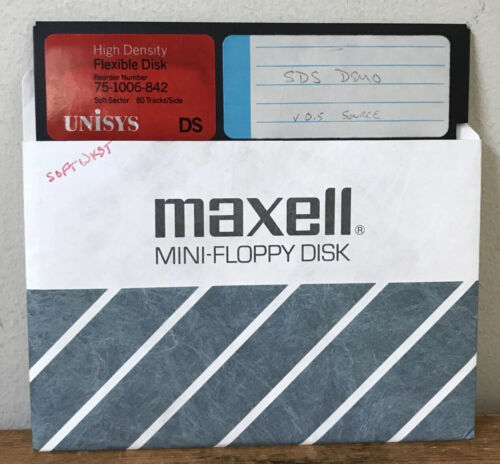 High Density
Flexible Disk
Reorder Number
75-1006-842
Soft Sector 80 Tracks/Side
UNISYS DS
SDS DEMO
v 0.5 SOURCE
SOFTWKST
maxell®
MINI-FLOPPY DISK